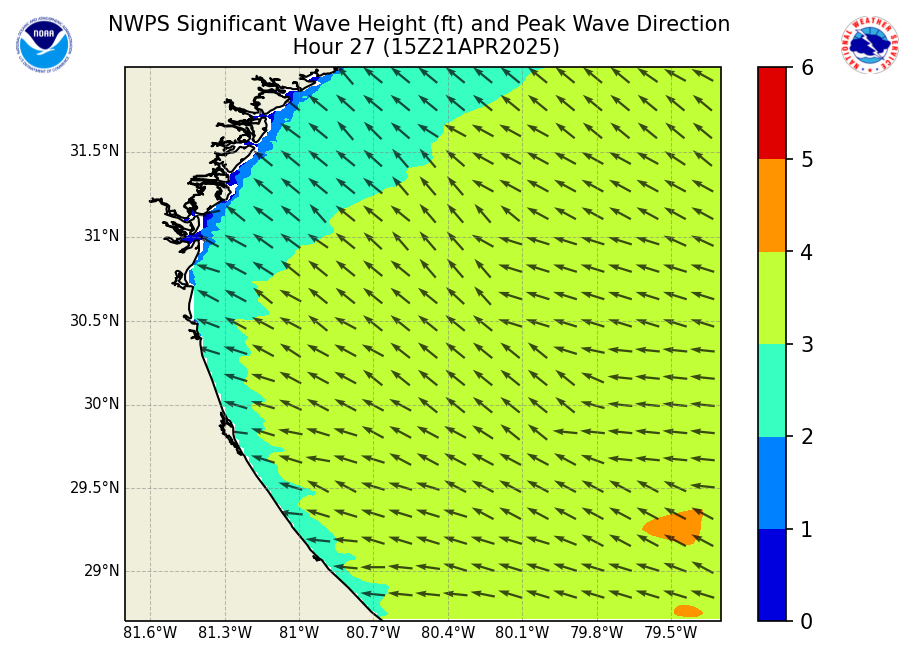 NWPS Significant Wave Height (ft) and Peak Wave Direction
Hour 27 (15Z21APR2025)
NOAA
NATIONAL WEATHER SERVICE
31.5°N
31°N
30.5°N
30°N
29.5°N
29°N
81.6°W 81.3°W 81°W 80.7°W 80.4°W 80.1°W 79.8°W 79.5°W
6
5
4
3
2
1
0